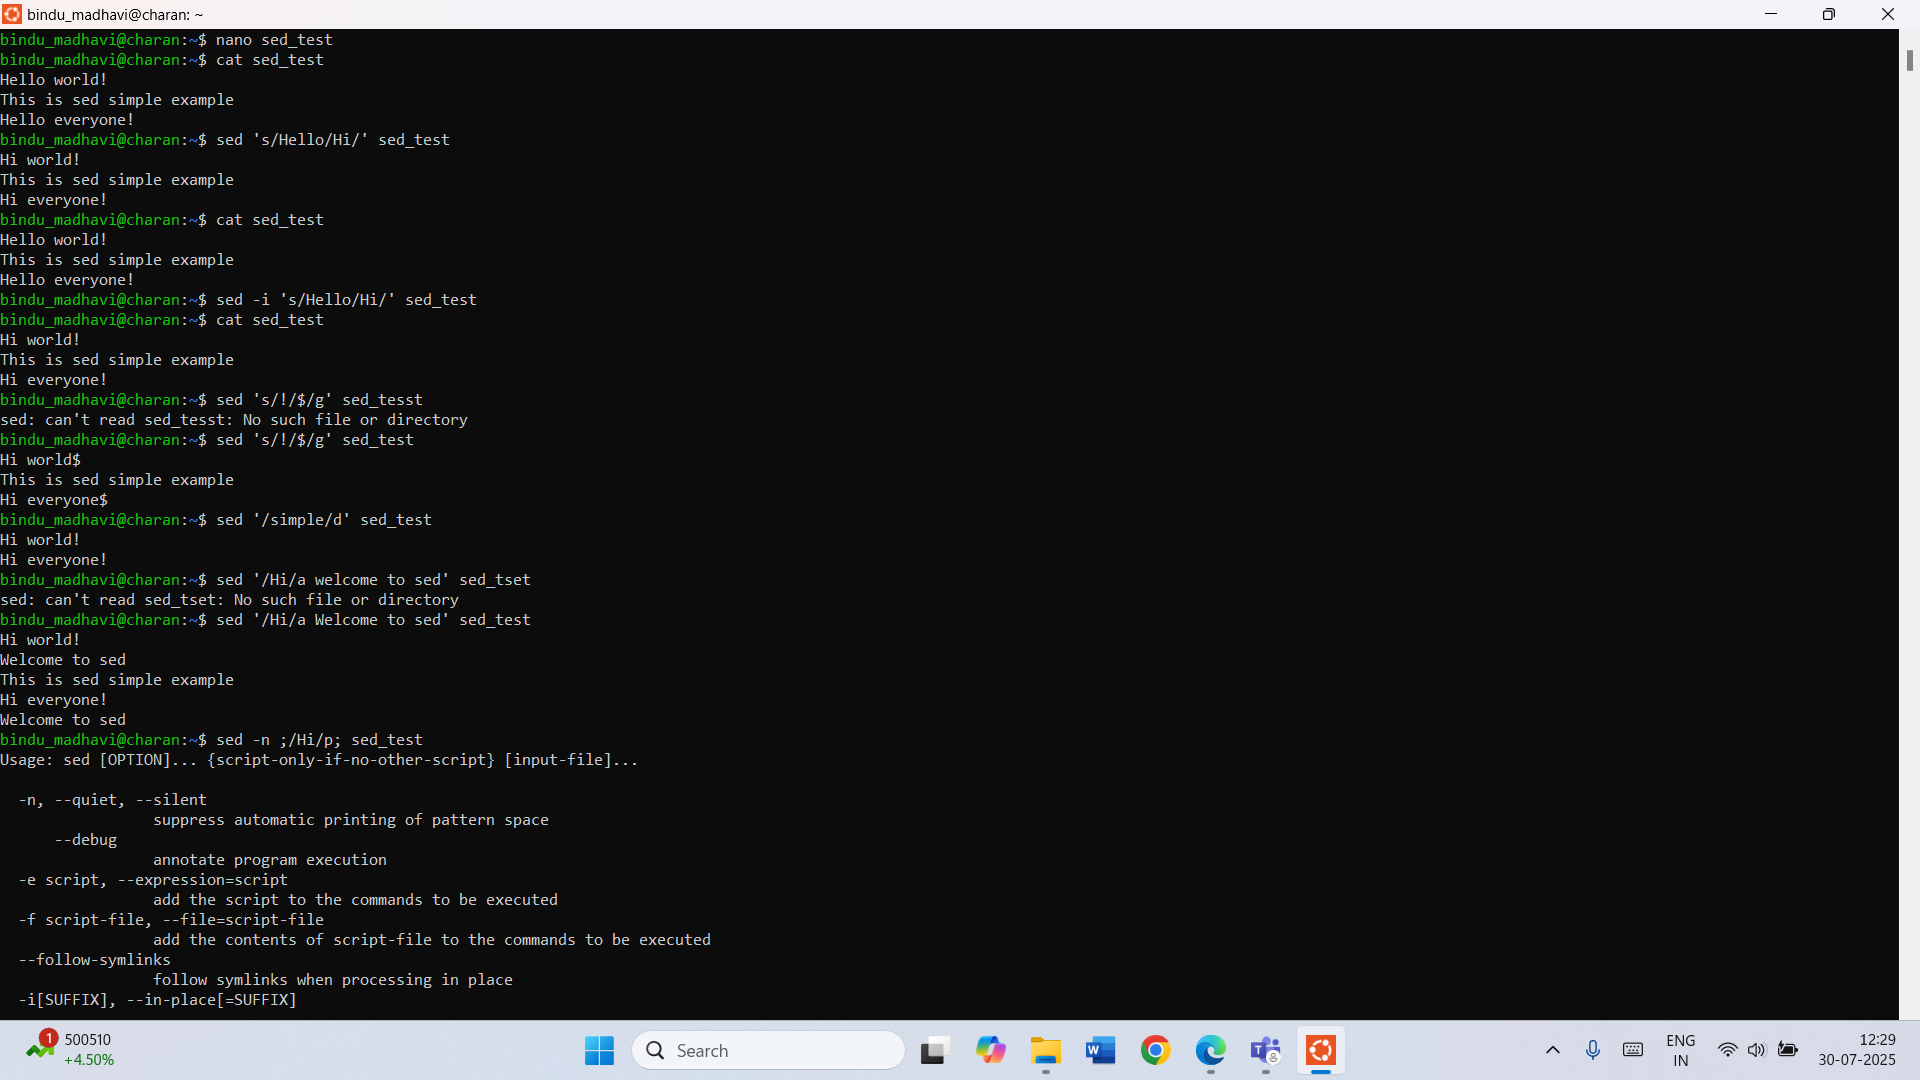 bindu_madhavi@charan: ~
bindu_madhavi@charan:~$ nano sed_test
bindu_madhavi@charan:~$ cat sed_test
Hello world!
This is sed simple example
Hello everyone!
bindu_madhavi@charan:~$ sed 's/Hello/Hi/' sed_test
Hi world!
This is sed simple example
Hi everyone!
bindu_madhavi@charan:~$ cat sed_test
Hello world!
This is sed simple example
Hello everyone!
bindu_madhavi@charan:~$ sed -i 's/Hello/Hi/' sed_test
bindu_madhavi@charan:~$ cat sed_test
Hi world!
This is sed simple example
Hi everyone!
bindu_madhavi@charan:~$ sed 's/!/$/g' sed_tesst
sed: can't read sed_tesst: No such file or directory
bindu_madhavi@charan:~$ sed 's/!/$/g' sed_test
Hi world$
This is sed simple example
Hi everyone$
bindu_madhavi@charan:~$ sed '/simple/d' sed_test
Hi world!
Hi everyone!
bindu_madhavi@charan:~$ sed '/Hi/a welcome to sed' sed_tset
sed: can't read sed_tset: No such file or directory
bindu_madhavi@charan:~$ sed '/Hi/a Welcome to sed' sed_test
Hi world!
Welcome to sed
This is sed simple example
Hi everyone!
Welcome to sed
bindu_madhavi@charan:~$ sed -n ;/Hi/p; sed_test
Usage: sed [OPTION]... {script-only-if-no-other-script} [input-file]...
-n, --quiet, --silent
suppress automatic printing of pattern space
--debug
annotate program execution
-e script, --expression=script
add the script to the commands to be executed
-f script-file, --file=script-file
add the contents of script-file to the commands to be executed
--follow-symlinks
follow symlinks when processing in place
-i[SUFFIX], --in-place[=SUFFIX]
1
500510
+4.50%
Search
W
T
ENG
IN
12:29
30-07-2025